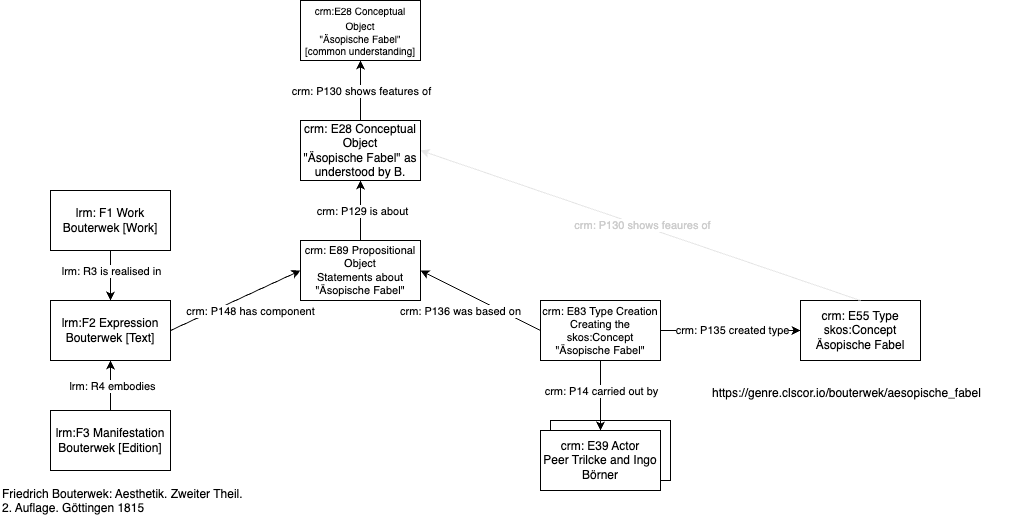 crm:E28 Conceptual
Object
"Äsopische Fabel"
[common understanding]
crm: P130 shows features of
crm: E28 Conceptual
Object
"Äsopische Fabel" as
understood by B.
crm: P129 is about
crm: P130 shows feaures of
lrm: F1 Work
Bouterwek [Work]
lrm: R3 is realised in
crm: E89 Propositional
Object
Statements about
"Äsopische Fabel"
crm: P148 has component
crm: P136 was based on
lrm:F2 Expression
Bouterwek [Text]
crm: E83 Type Creation
Creating the
skos:Concept
"Äsopische Fabel"
crm: P135 created type
crm: E55 Type
skos:Concept
Äsopische Fabel
lrm: R4 embodies
crm: P14 carried out by
https://genre.clscor.io/bouterwek/aesopische_fabel
lrm:F3 Manifestation
Bouterwek [Edition]
crm: E39 Actor
Peer Trilcke and Ingo
Börner
Friedrich Bouterwek: Aesthetik. Zweiter Theil.
2. Auflage. Göttingen 1815